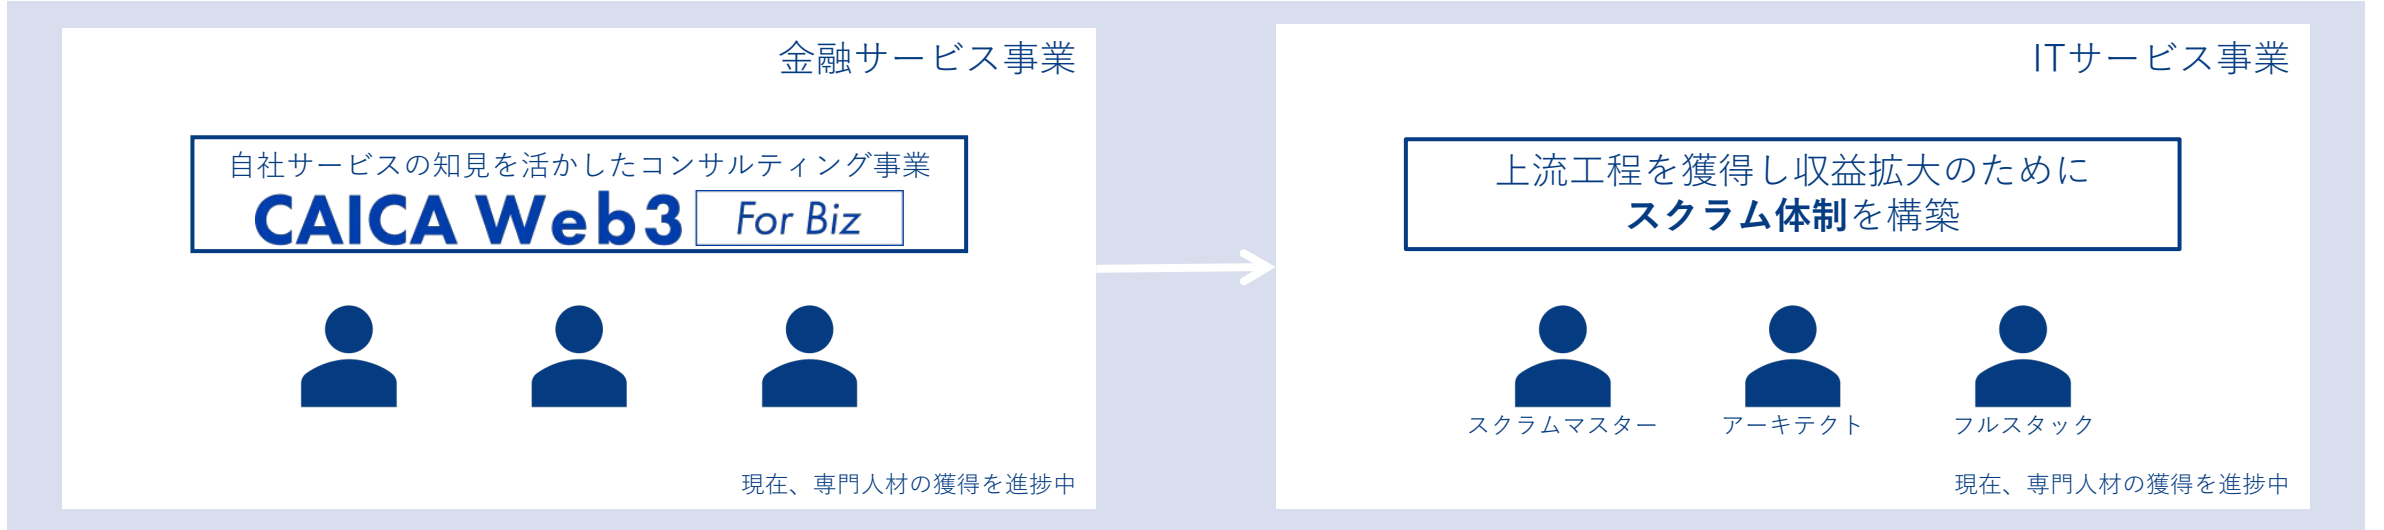 金融サービス事業
自社サービスの知見を活かしたコンサルティング事業
CAICA Web3 For Biz
現在、専門人材の獲得を進捗中
ITサービス事業
上流工程を獲得し収益拡大のために
スクラム体制を構築
スクラムマスター
アーキテクト
フルスタック
現在、専門人材の獲得を進捗中